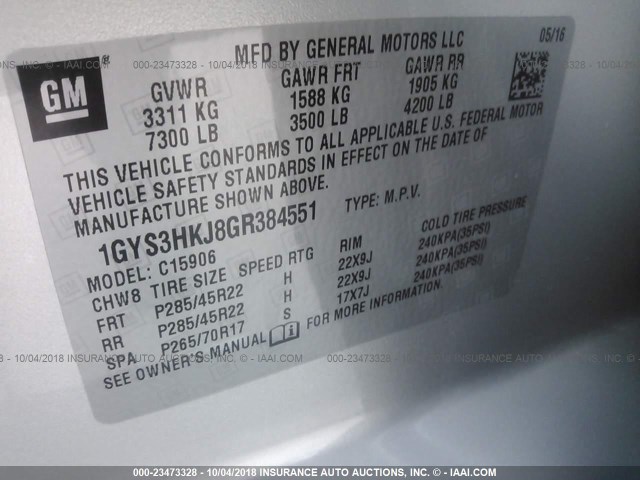 GM
MFD BY GENERAL MOTORS LLC
05/16
GVWR GAWR FRT GAWR RR
3311 KG 1588 KG 1905 KG
7300 LB 3500 LB 4200 LB
THIS VEHICLE CONFORMS TO ALL APPLICABLE U.S. FEDERAL MOTOR
VEHICLE SAFETY STANDARDS IN EFFECT ON THE DATE OF
MANUFACTURE SHOWN ABOVE.
1GYS3HKJ8GR384551 TYPE: M.P.V.
MODEL: C15906
CHW8 TIRE SIZE SPEED RTG RIM COLD TIRE PRESSURE
FRT P285/45R22 H 22X9J 240KPA(35PSI)
RR P285/45R22 H 22X9J 240KPA(35PSI)
SPA P265/70R17 S 17X7J 240KPA(35PSI)
SEE OWNER'S MANUAL FOR MORE INFORMATION.
000-23473328 - 10/04/2018 INSURANCE AUTO AUCTIONS, INC. - © IAAI.COM